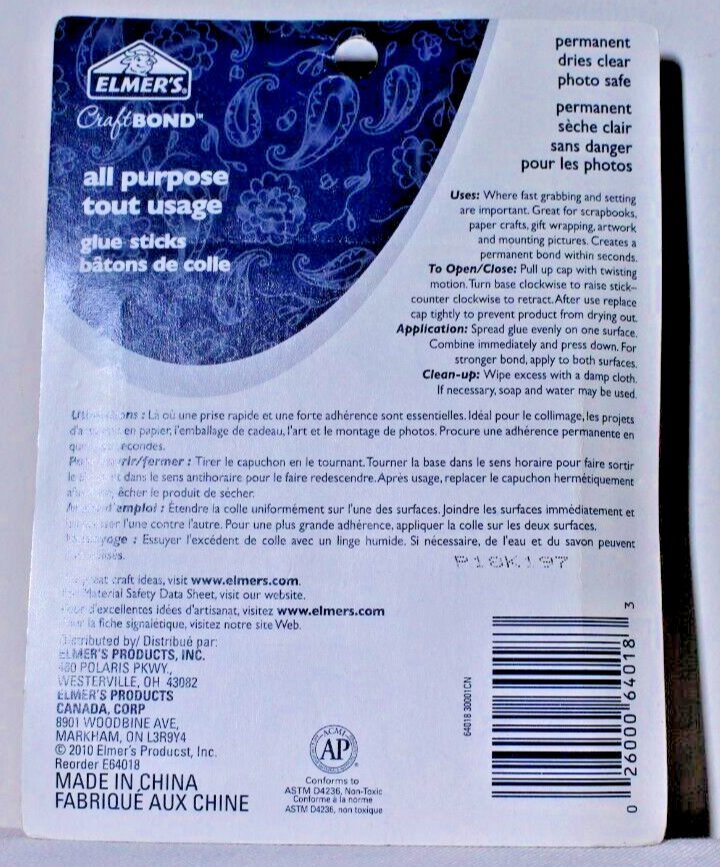 ELMER'S®
CraftBOND™
all purpose
tout usage
glue sticks
bâtons de colle
permanent
dries clear
photo safe
permanent
sèche clair
sans danger
pour les photos
Uses: Where fast grabbing and setting
are important. Great for scrapbooks,
paper crafts, gift wrapping, artwork
and mounting pictures. Creates a
permanent bond within seconds.
To Open/Close: Pull up cap with twisting
motion. Turn base clockwise to raise stick–
counter clockwise to retract. After use replace
cap tightly to prevent product from drying out.
Application: Spread glue evenly on one surface.
Combine immediately and press down. For
stronger bond, apply to both surfaces.
Clean-up: Wipe excess with a damp cloth.
If necessary, soap and water may be used.
: Là où une prise rapide et une forte adhérence sont essentielles. Idéal pour le collimage, les projets
en papier, l'emballage de cadeau, l'art et le montage de photos. Procure une adhérence permanente en
: Tirer le capuchon en le tournant. Tourner la base dans le sens horaire pour faire sortir
dans le sens antihoraire pour le faire redescendre. Après usage, replacer le capuchon hermétiquement
le produit de sécher.
d'emploi : Étendre la colle uniformément sur l'une des surfaces. Joindre les surfaces immédiatement et
l'une contre l'autre. Pour une plus grande adhérence, appliquer la colle sur les deux surfaces.
: Essuyer l'excédent de colle avec un linge humide. Si nécessaire, de l'eau et du savon peuvent
P18K197
craft ideas, visit www.elmers.com.
Material Safety Data Sheet, visit our website.
d'excellentes idées d'artisanat, visitez www.elmers.com
la fiche signalétique, visitez notre site Web.
Distributed by/ Distribué par:
ELMER'S PRODUCTS, INC.
460 POLARIS PKWY.,
WESTERVILLE, OH 43082
ELMER'S PRODUCTS
CANADA, CORP
8901 WOODBINE AVE,
MARKHAM, ON L3R9Y4
© 2010 Elmer's Producst, Inc.
Reorder E64018
MADE IN CHINA
FABRIQUÉ AUX CHINE
ACMI
AP
Conforms to
ASTM D4236, Non-Toxic
Conforme à la norme
ASTM D4236, non toxique
64018 30001CN
0 26000 64018 3